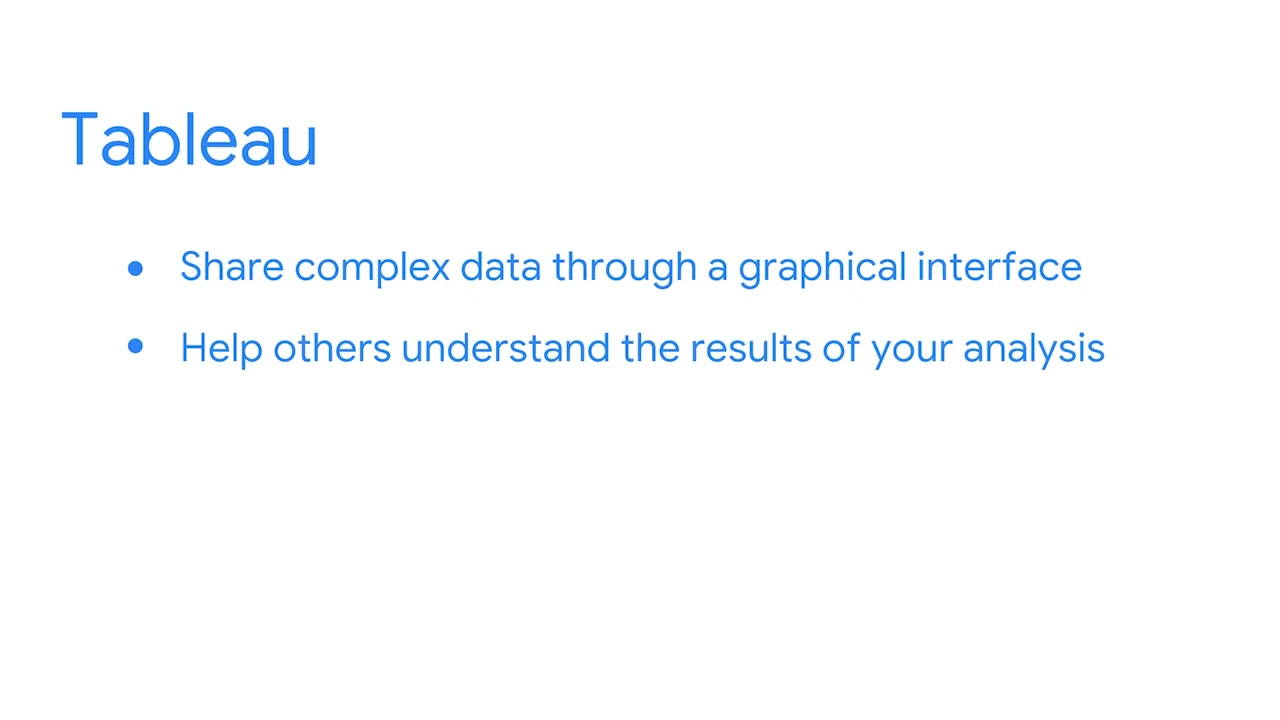 Tableau
• Share complex data through a graphical interface
• Help others understand the results of your analysis